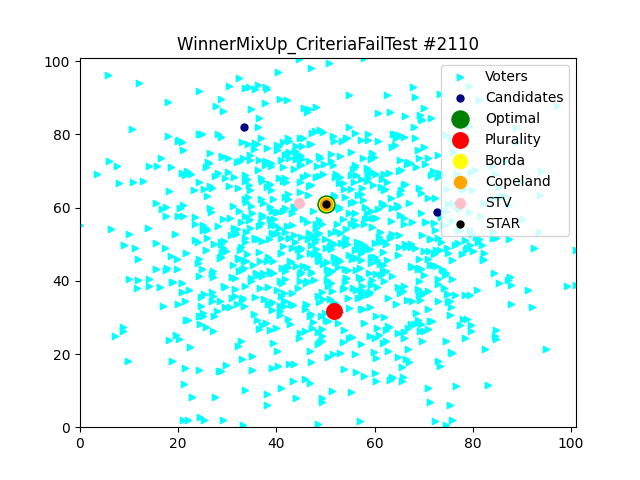 WinnerMixUp_CriteriaFailTest #2110
100
80
60
40
20
0
0
20
40
60
80
100
Voters
Candidates
Optimal
Plurality
Borda
Copeland
STV
STAR